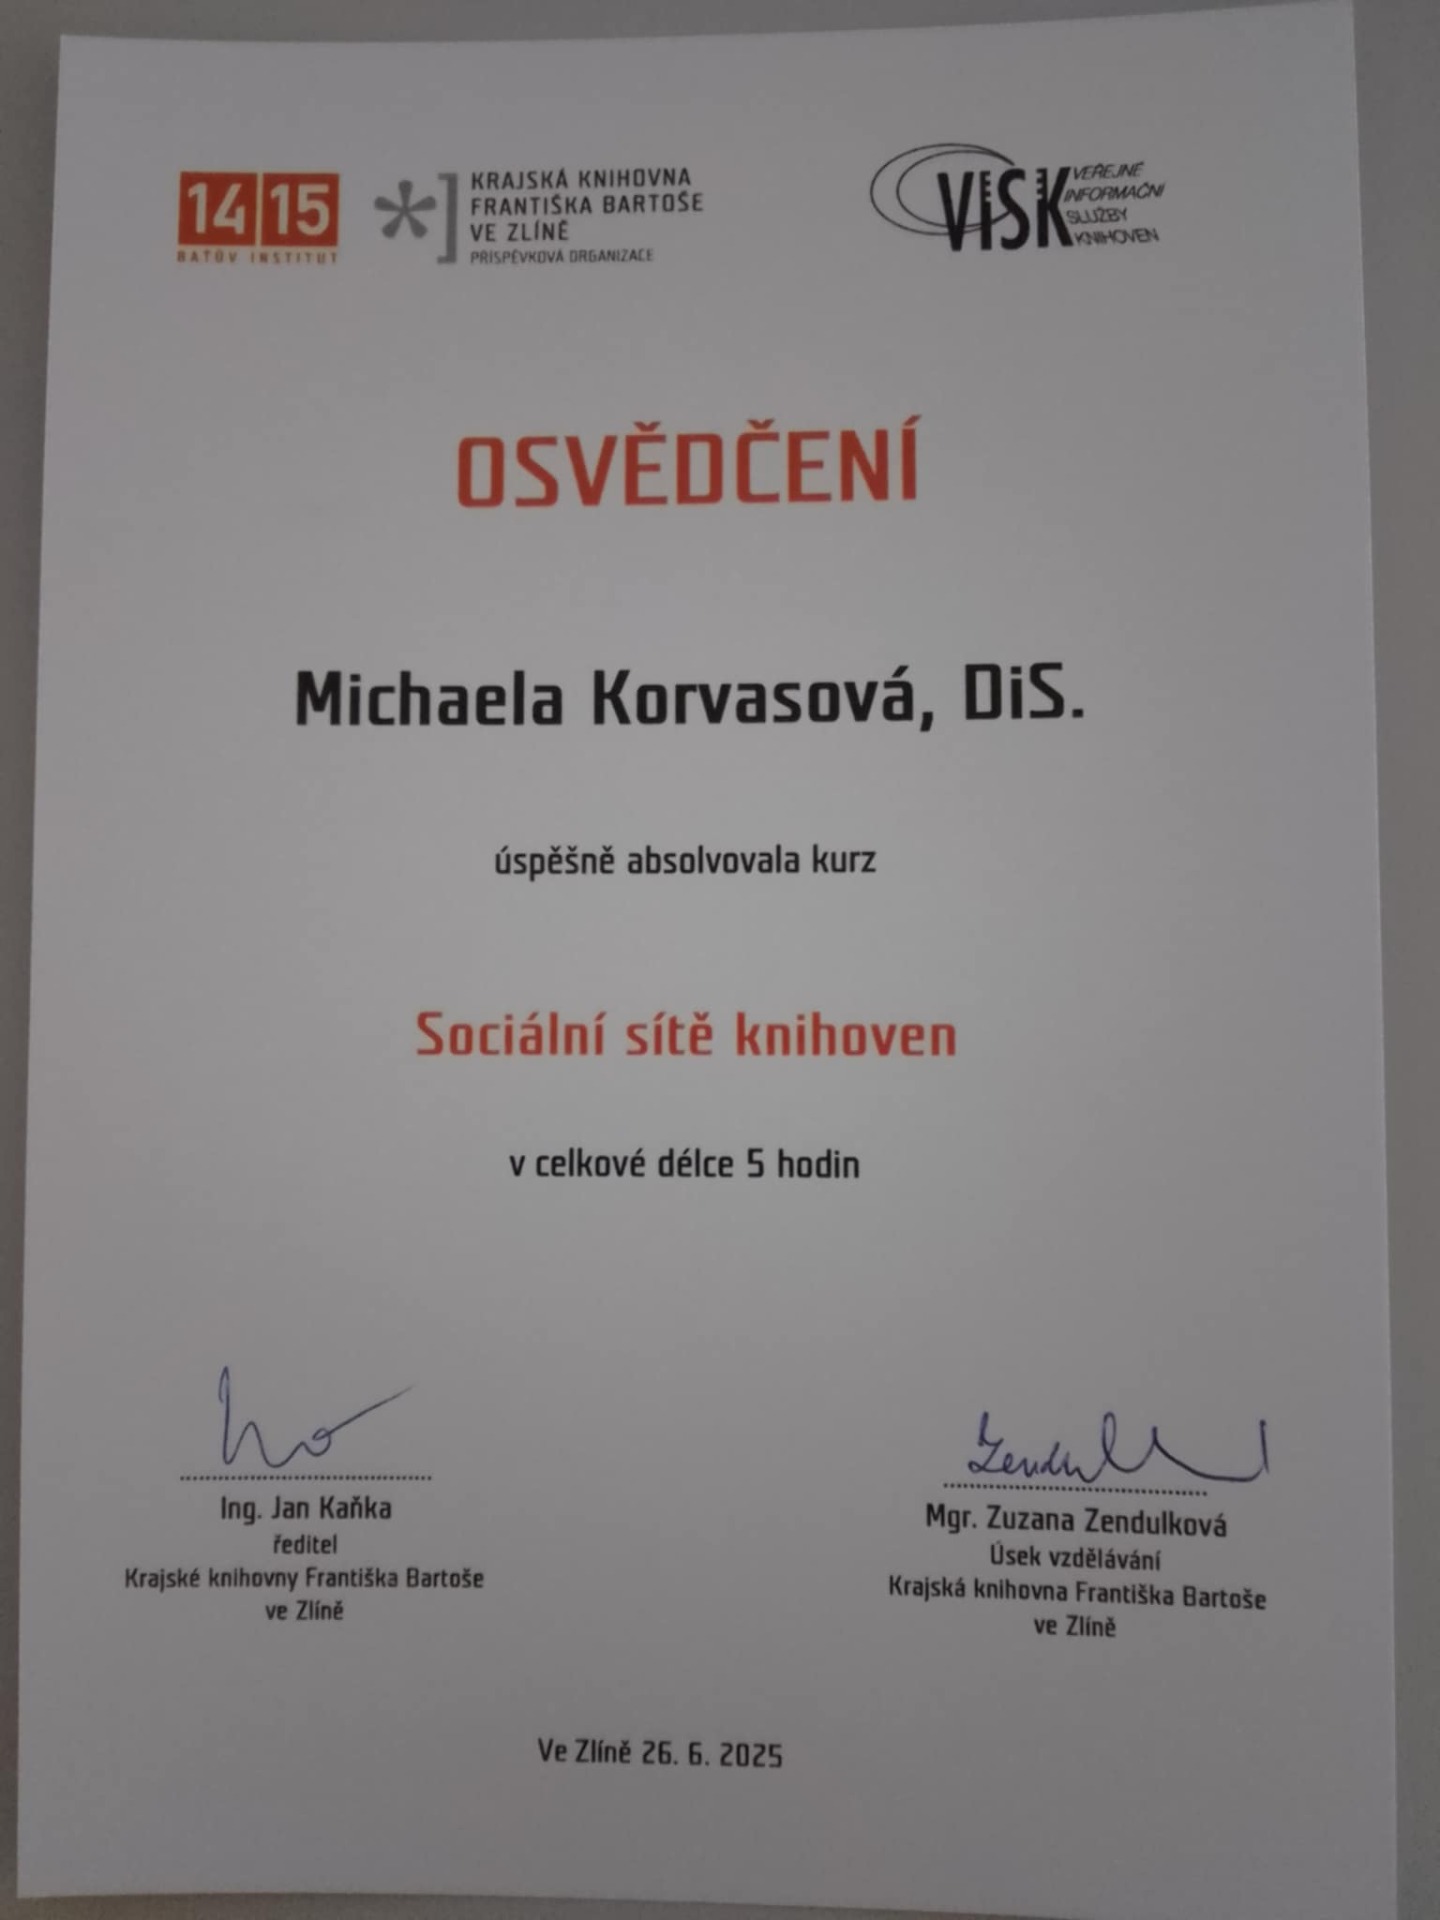 14|15
BAŤŮV INSTITUT
KRAJSKÁ KNIHOVNA
FRANTIŠKA BARTOŠE
VE ZLÍNĚ
PŘÍSPĚVKOVÁ ORGANIZACE
VISK
VEŘEJNÉ
INFORMAČNÍ
SLUŽBY
KNIHOVEN
OSVĚDČENÍ
Michaela Korvasová, DiS.
úspěšně absolvovala kurz
Sociální sítě knihoven
v celkové délce 5 hodin
Ing. Jan Kaňka
ředitel
Krajské knihovny Františka Bartoše
ve Zlíně
Zendulková
Mgr. Zuzana Zendulková
Úsek vzdělávání
Krajská knihovna Františka Bartoše
ve Zlíně
Ve Zlíně 26. 6. 2025